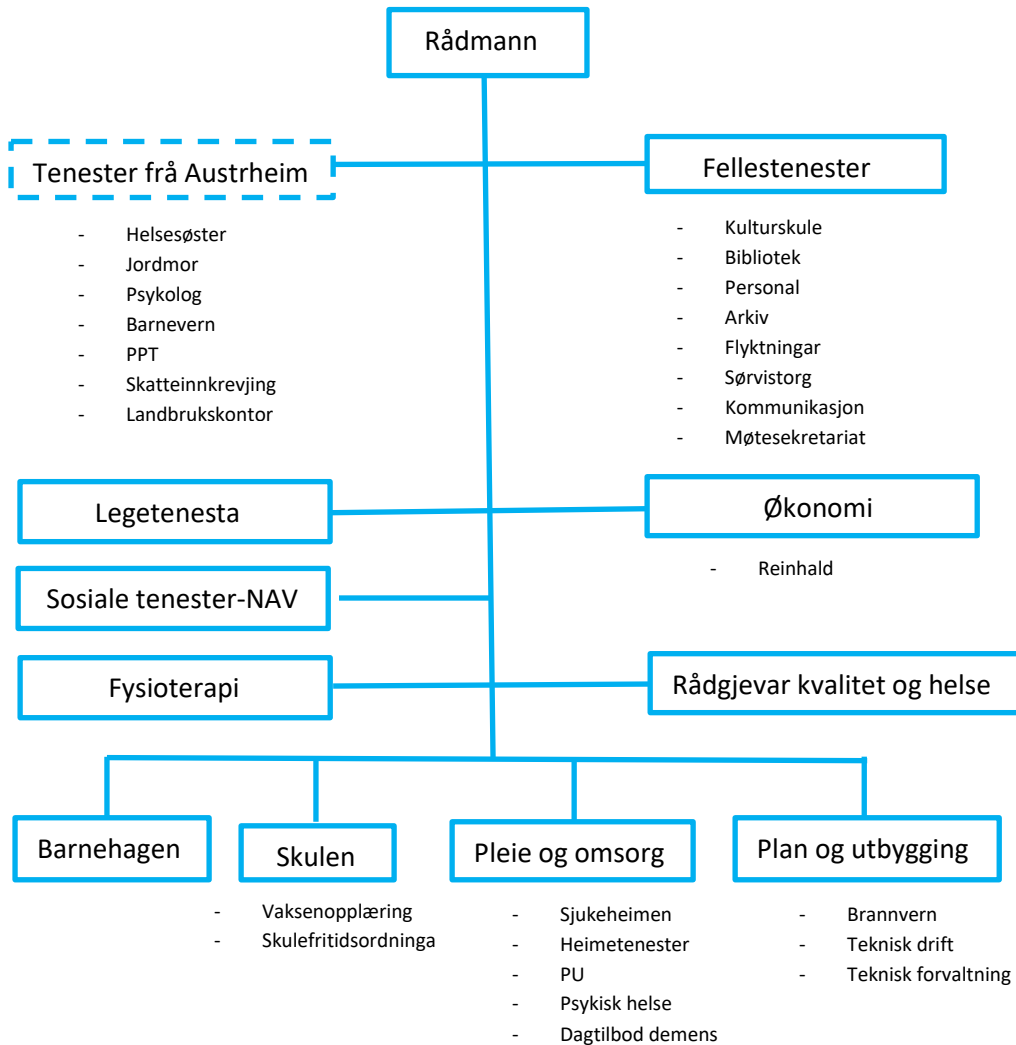 Rådmann
Tenester frå Austrheim
- Helsesøster
- Jordmor
- Psykolog
- Barnevern
- PPT
- Skatteinnkrevjing
- Landbrukskontor
Fellestenester
- Kulturskule
- Bibliotek
- Personal
- Arkiv
- Flyktningar
- Sørvistorg
- Kommunikasjon
- Møtesekretariat
Legetenesta
Økonomi
- Reinhald
Sosiale tenester-NAV
Fysioterapi
Rådgjevar kvalitet og helse
Barnehagen
Skulen
- Vaksenopplæring
- Skulefritidsordninga
Pleie og omsorg
- Sjukeheimen
- Heimetenester
- PU
- Psykisk helse
- Dagtilbod demens
Plan og utbygging
- Brannvern
- Teknisk drift
- Teknisk forvaltning